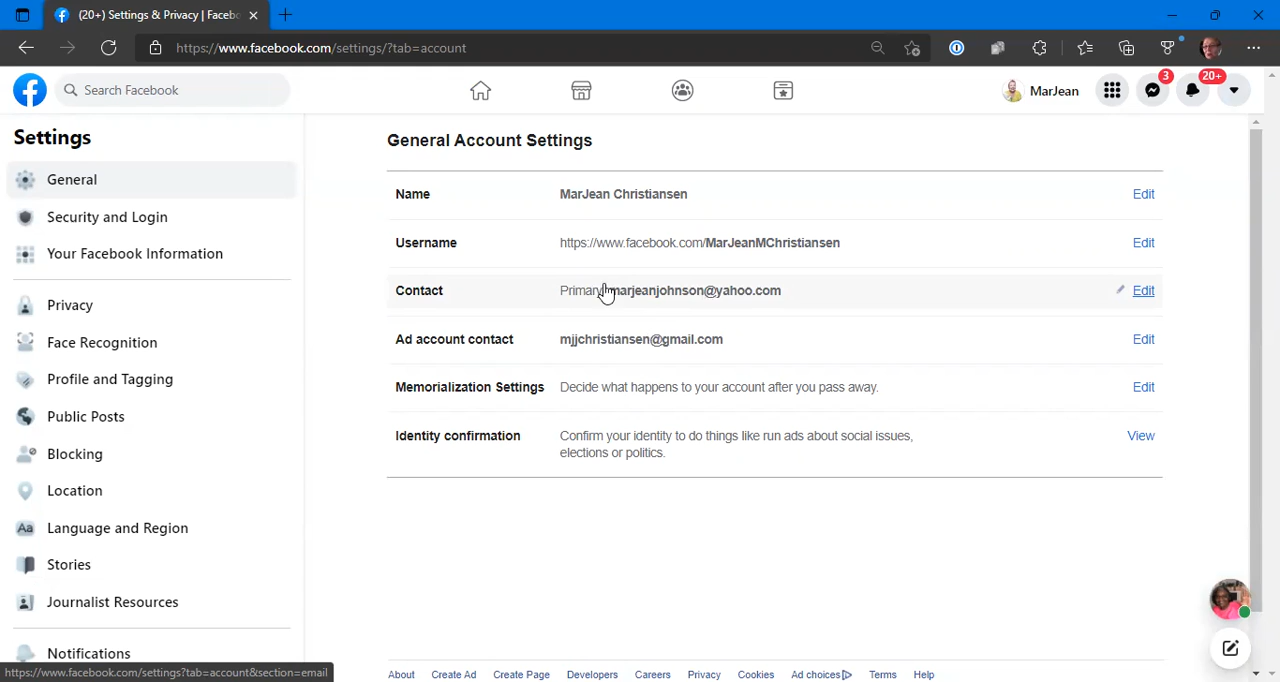 (20+) Settings & Privacy | Faceb
https://www.facebook.com/settings/?tab=account
Search Facebook
MarJean
3
20+
Settings
General
Security and Login
Your Facebook Information
Privacy
Face Recognition
Profile and Tagging
Public Posts
Blocking
Location
Aa Language and Region
Stories
Journalist Resources
Notifications
General Account Settings
Name MarJean Christiansen Edit
Username https://www.facebook.com/MarJeanMChristiansen Edit
Contact Primary: marjeanjohnson@yahoo.com Edit
Ad account contact mjjchristiansen@gmail.com Edit
Memorialization Settings Decide what happens to your account after you pass away. Edit
Identity confirmation Confirm your identity to do things like run ads about social issues, View
elections or politics.
About Create Ad Create Page Developers Careers Privacy Cookies Ad choices Terms Help
https://www.facebook.com/settings?tab=account&section=email